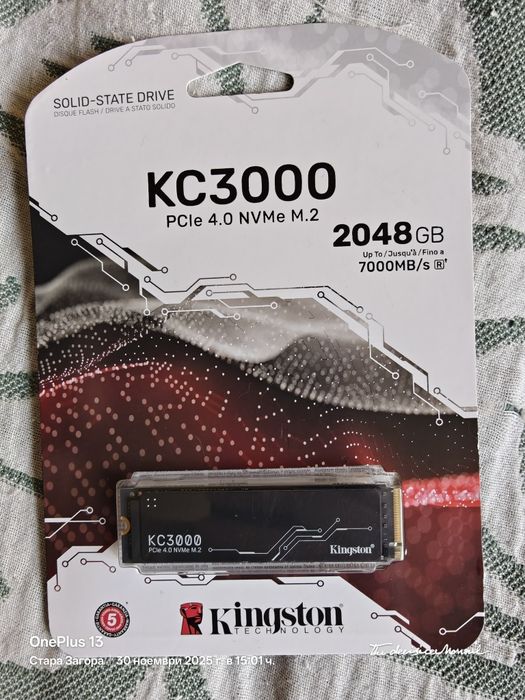 SOLID-STATE DRIVE
DISQUE FLASH / DRIVE A STATO SOLIDO
KC3000
PCIe 4.0 NVMe M.2
2048GB
Up To / Jusqu'à / Fino a
7000MB/s R
KC3000
PCIe 4.0 NVMe M.2
Kingston
5
Kingston
TECHNOLOGY
OnePlus 13
Стара Загора 30 ноември 2025 г. в 15:01 ч.